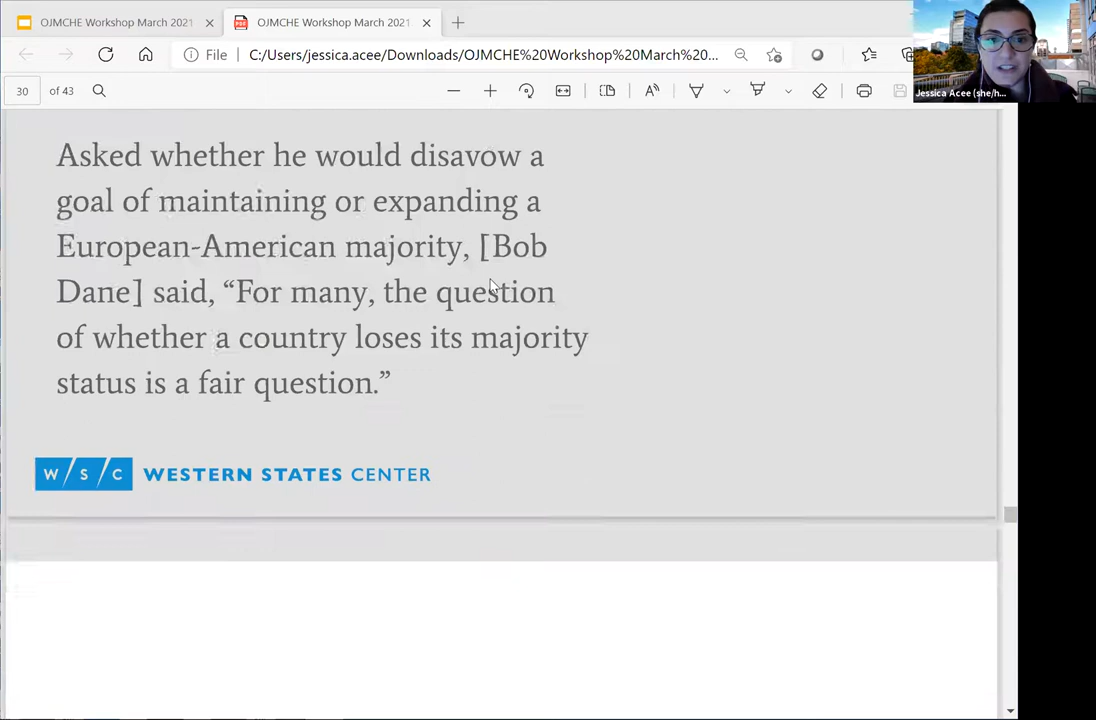 OJMCHE Workshop March 2021
OJMCHE Workshop March 2021
File C:/Users/jessica.acee/Downloads/OJMCHE%20Workshop%20March%20...
30 of 43
Jessica Acee (she/h...
Asked whether he would disavow a
goal of maintaining or expanding a
European-American majority, [Bob
Dane] said, “For many, the question
of whether a country loses its majority
status is a fair question.”
W/S/C WESTERN STATES CENTER